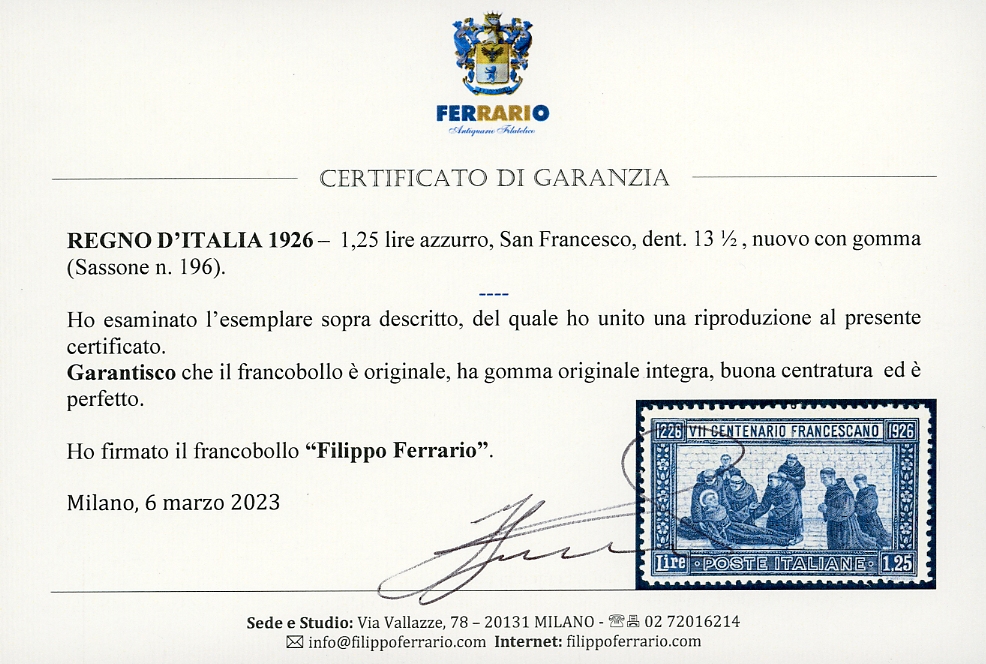 FERRARIO
Antiquario Filatelico
CERTIFICATO DI GARANZIA
REGNO D'ITALIA 1926 – 1,25 lire azzurro, San Francesco, dent. 13 ½ , nuovo con gomma
(Sassone n. 196).
----
Ho esaminato l'esemplare sopra descritto, del quale ho unito una riproduzione al presente
certificato.
Garantisco che il francobollo è originale, ha gomma originale integra, buona centratura ed è
perfetto.
Ho firmato il francobollo “Filippo Ferrario”.
Milano, 6 marzo 2023
1226 VII CENTENARIO FRANCESCANO 1926
Lire · POSTE ITALIANE · 1,25
Sede e Studio: Via Vallazze, 78 – 20131 MILANO - ☏🖷 02 72016214
✉ info@filippoferrario.com Internet: filippoferrario.com